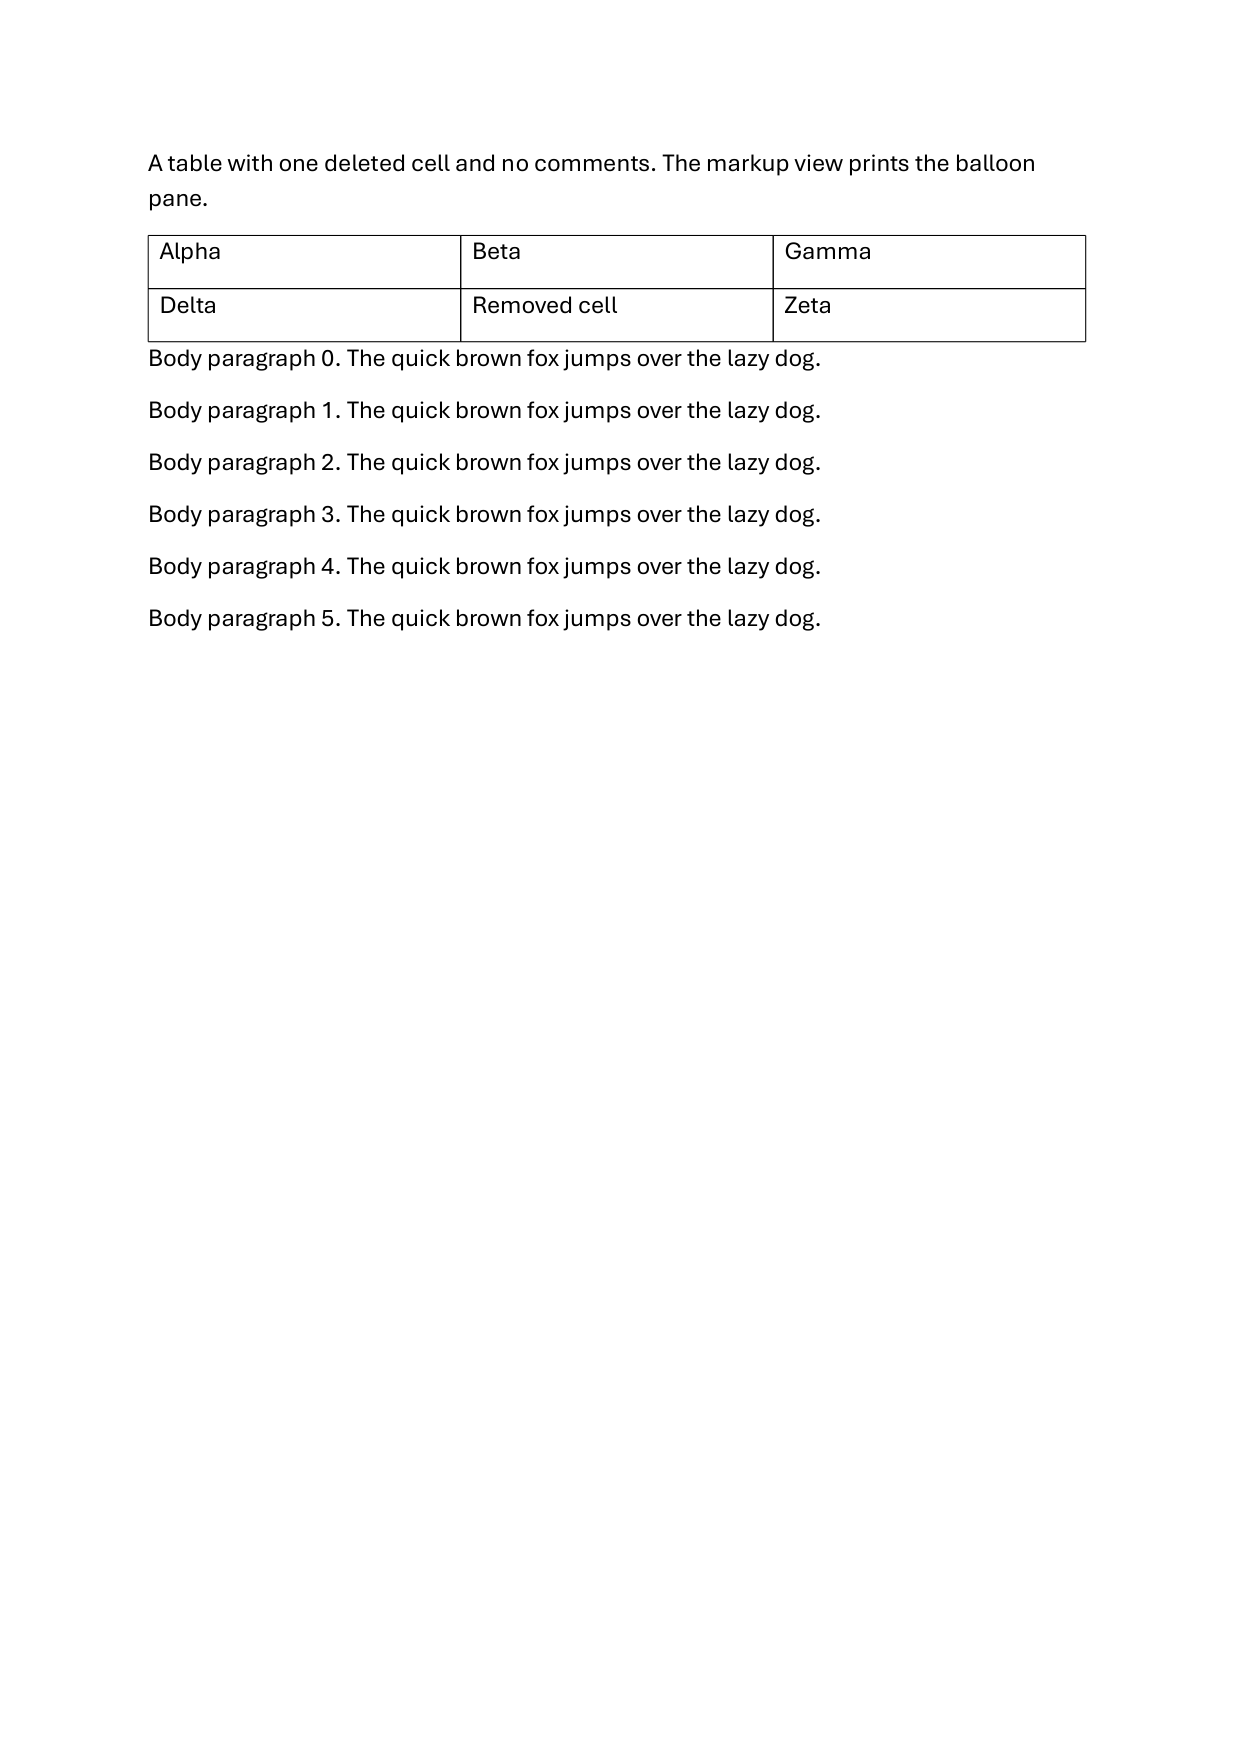 A table with one deleted cell and no comments. The markup view prints the balloon
pane.
Alpha Beta Gamma
Delta Removed cell Zeta
Body paragraph 0. The quick brown fox jumps over the lazy dog.
Body paragraph 1. The quick brown fox jumps over the lazy dog.
Body paragraph 2. The quick brown fox jumps over the lazy dog.
Body paragraph 3. The quick brown fox jumps over the lazy dog.
Body paragraph 4. The quick brown fox jumps over the lazy dog.
Body paragraph 5. The quick brown fox jumps over the lazy dog.